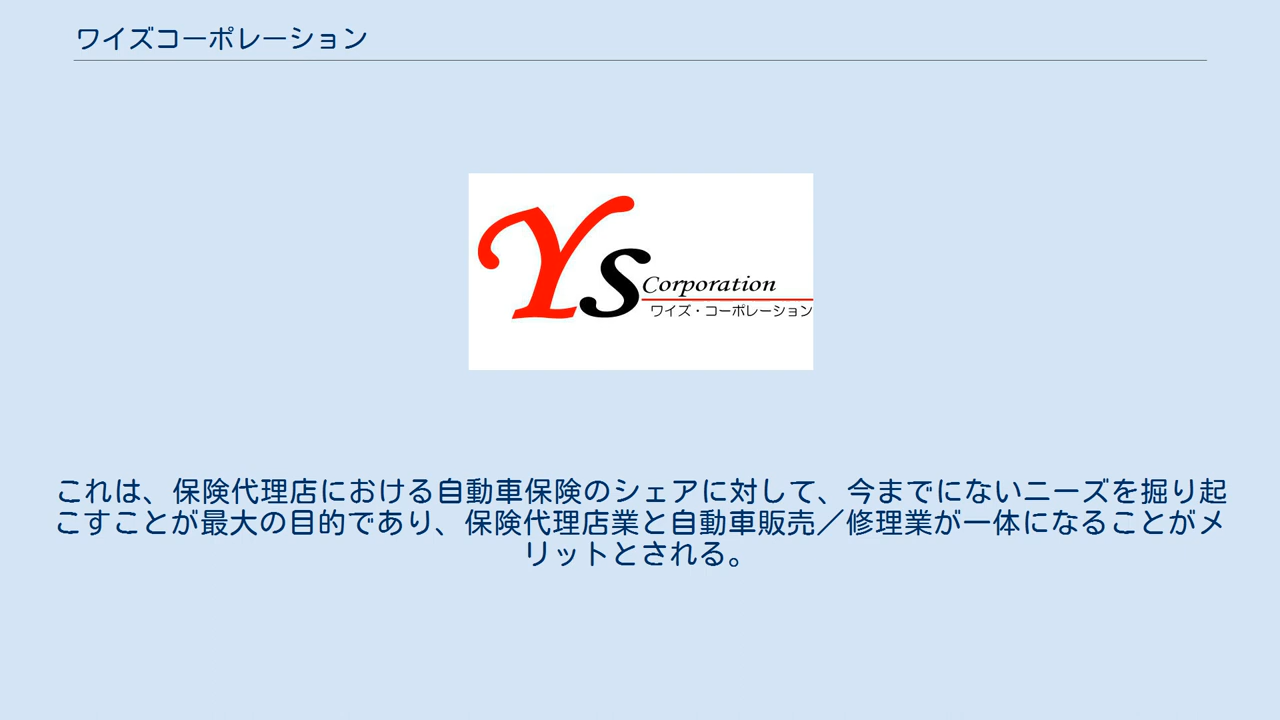 ワイズコーポレーション
Ys Corporation
ワイズ・コーポレーション
これは、保険代理店における自動車保険のシェアに対して、今までにないニーズを掘り起
こすことが最大の目的であり、保険代理店業と自動車販売／修理業が一体になることがメ
リットとされる。